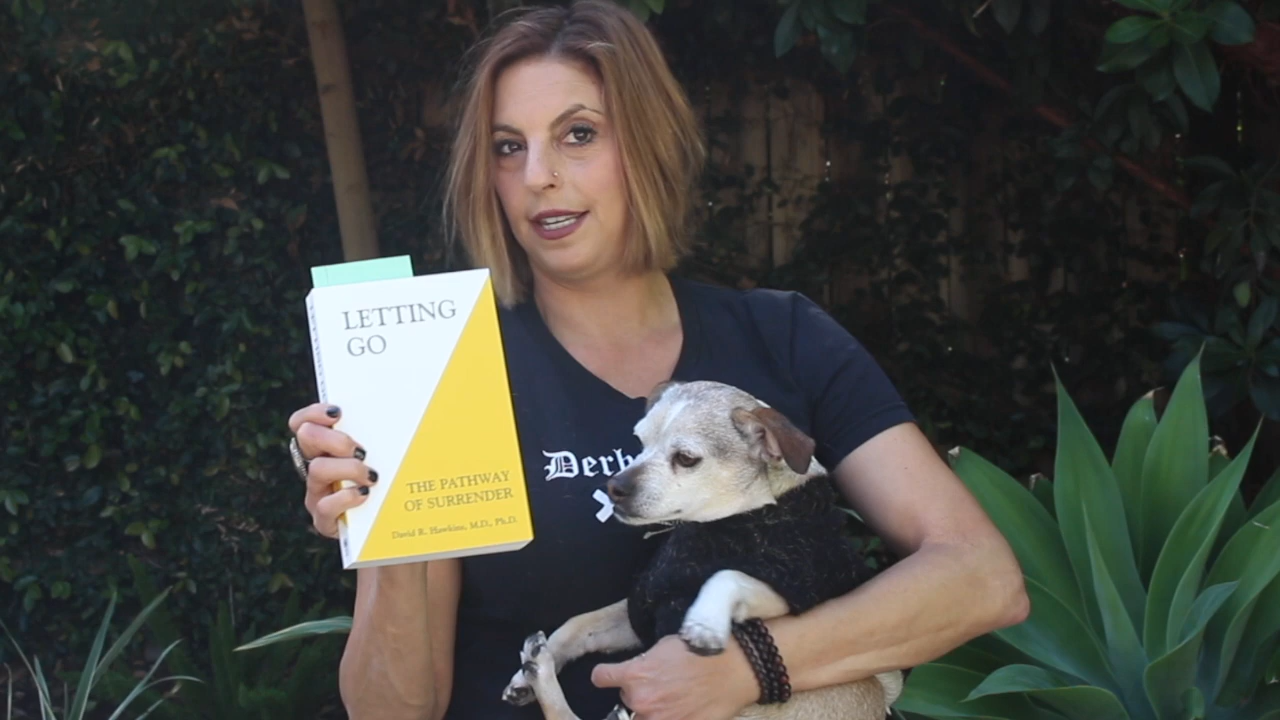 LETTING
GO
THE PATHWAY
OF SURRENDER
David R. Hawkins, M.D., Ph.D.